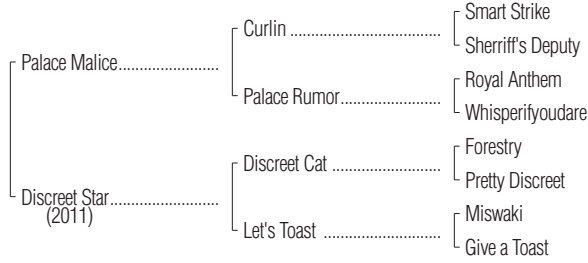 Smart Strike
Curlin ........................................
Sherriff's Deputy
Palace Malice...........................
Royal Anthem
Palace Rumor...........................
Whisperifyoudare
Forestry
Discreet Cat ..............................
Pretty Discreet
Discreet Star.............................
(2011)
Miswaki
Let's Toast ................................
Give a Toast